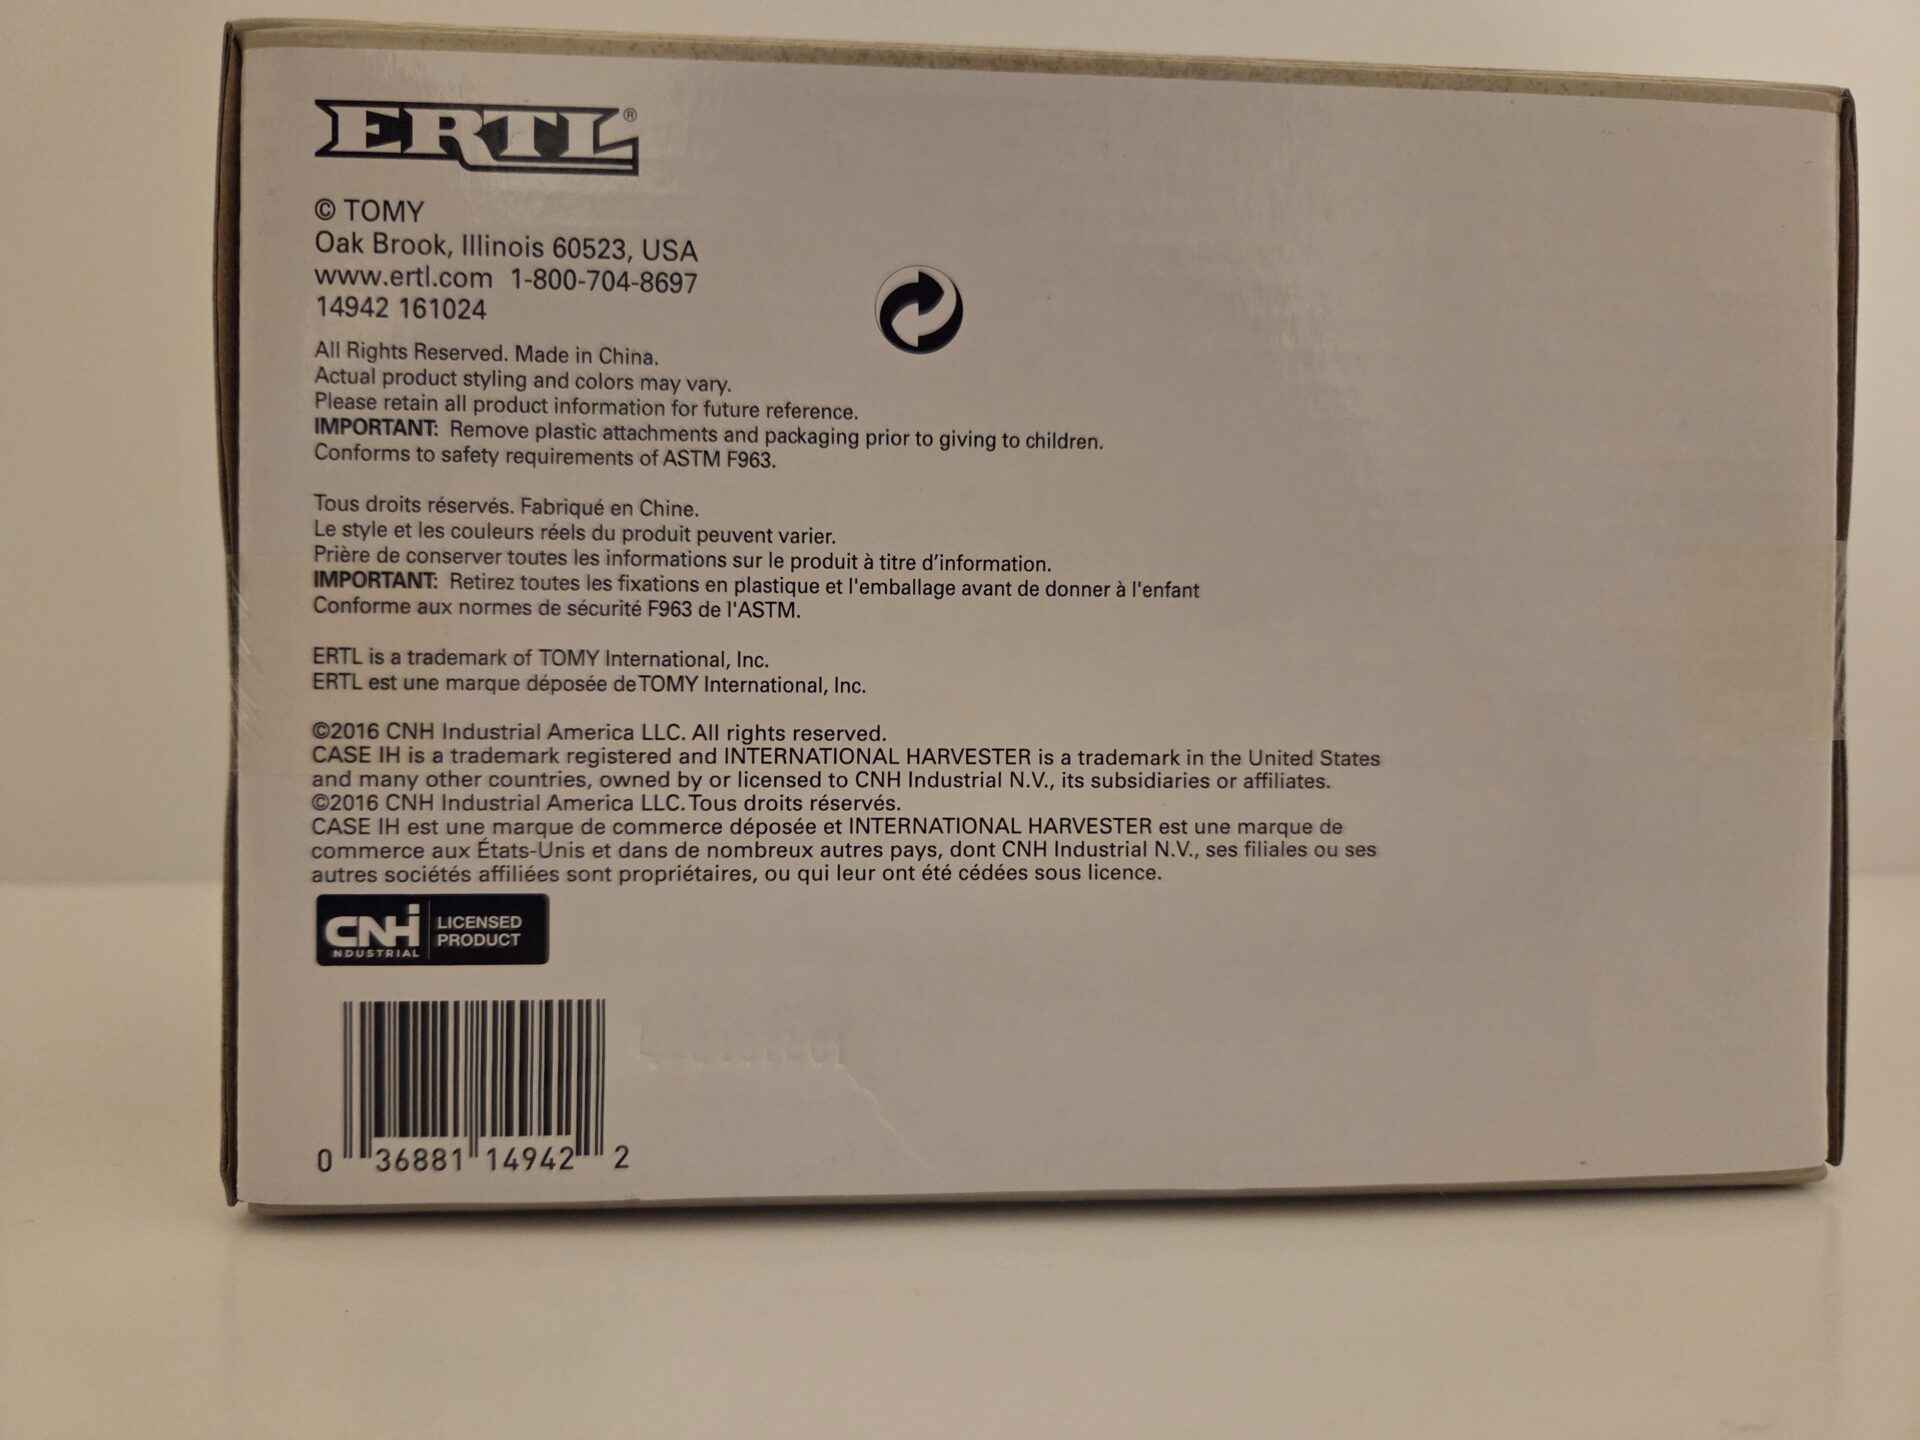 ERTL®
© TOMY
Oak Brook, Illinois 60523, USA
www.ertl.com 1-800-704-8697
14942 161024
All Rights Reserved. Made in China.
Actual product styling and colors may vary.
Please retain all product information for future reference.
IMPORTANT: Remove plastic attachments and packaging prior to giving to children.
Conforms to safety requirements of ASTM F963.
Tous droits réservés. Fabriqué en Chine.
Le style et les couleurs réels du produit peuvent varier.
Prière de conserver toutes les informations sur le produit à titre d’information.
IMPORTANT: Retirez toutes les fixations en plastique et l'emballage avant de donner à l'enfant
Conforme aux normes de sécurité F963 de l'ASTM.
ERTL is a trademark of TOMY International, Inc.
ERTL est une marque déposée de TOMY International, Inc.
©2016 CNH Industrial America LLC. All rights reserved.
CASE IH is a trademark registered and INTERNATIONAL HARVESTER is a trademark in the United States
and many other countries, owned by or licensed to CNH Industrial N.V., its subsidiaries or affiliates.
©2016 CNH Industrial America LLC. Tous droits réservés.
CASE IH est une marque de commerce déposée et INTERNATIONAL HARVESTER est une marque de
commerce aux États-Unis et dans de nombreux autres pays, dont CNH Industrial N.V., ses filiales ou ses
autres sociétés affiliées sont propriétaires, ou qui leur ont été cédées sous licence.
CNH INDUSTRIAL LICENSED PRODUCT
0 36881 14942 2